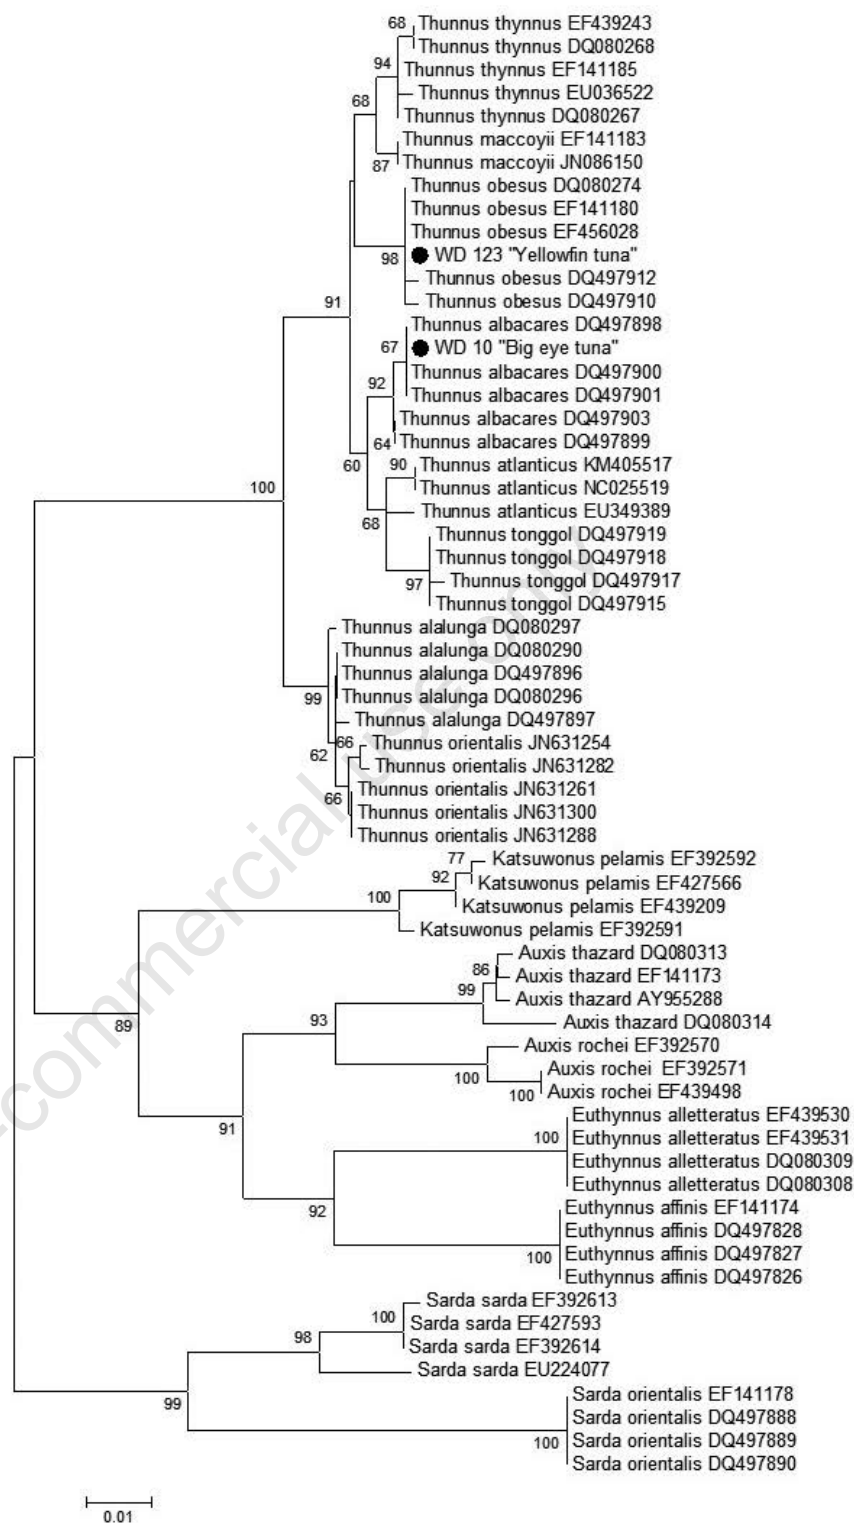 68 Thunnus thynnus EF439243
Thunnus thynnus DQ080268
94 Thunnus thynnus EF141185
Thunnus thynnus EU036522
68 Thunnus thynnus DQ080267
Thunnus maccoyii EF141183
87 Thunnus maccoyii JN086150
Thunnus obesus DQ080274
Thunnus obesus EF141180
Thunnus obesus EF456028
98 WD 123 "Yellowfin tuna"
Thunnus obesus DQ497912
91 Thunnus obesus DQ497910
Thunnus albacares DQ497898
67 WD 10 "Big eye tuna"
92 Thunnus albacares DQ497900
Thunnus albacares DQ497901
Thunnus albacares DQ497903
64 Thunnus albacares DQ497899
60 90 Thunnus atlanticus KM405517
100 Thunnus atlanticus NC025519
68 Thunnus atlanticus EU349389
Thunnus tonggol DQ497919
Thunnus tonggol DQ497918
97 Thunnus tonggol DQ497917
Thunnus tonggol DQ497915
Thunnus alalunga DQ080297
Thunnus alalunga DQ080290
Thunnus alalunga DQ497896
99 Thunnus alalunga DQ080296
Thunnus alalunga DQ497897
62 66 Thunnus orientalis JN631254
Thunnus orientalis JN631282
66 Thunnus orientalis JN631261
Thunnus orientalis JN631300
Thunnus orientalis JN631288
77 Katsuwonus pelamis EF392592
92 Katsuwonus pelamis EF427566
100 Katsuwonus pelamis EF439209
Katsuwonus pelamis EF392591
Auxis thazard DQ080313
86 Auxis thazard EF141173
99 Auxis thazard AY955288
89 93 Auxis thazard DQ080314
Auxis rochei EF392570
100 Auxis rochei EF392571
100 Auxis rochei EF439498
91 Euthynnus alletteratus EF439530
100 Euthynnus alletteratus EF439531
Euthynnus alletteratus DQ080309
Euthynnus alletteratus DQ080308
92 Euthynnus affinis EF141174
Euthynnus affinis DQ497828
100 Euthynnus affinis DQ497827
Euthynnus affinis DQ497826
Sarda sarda EF392613
100 Sarda sarda EF427593
98 Sarda sarda EF392614
Sarda sarda EU224077
99 Sarda orientalis EF141178
Sarda orientalis DQ497888
100 Sarda orientalis DQ497889
Sarda orientalis DQ497890
0.01
-commercial use only